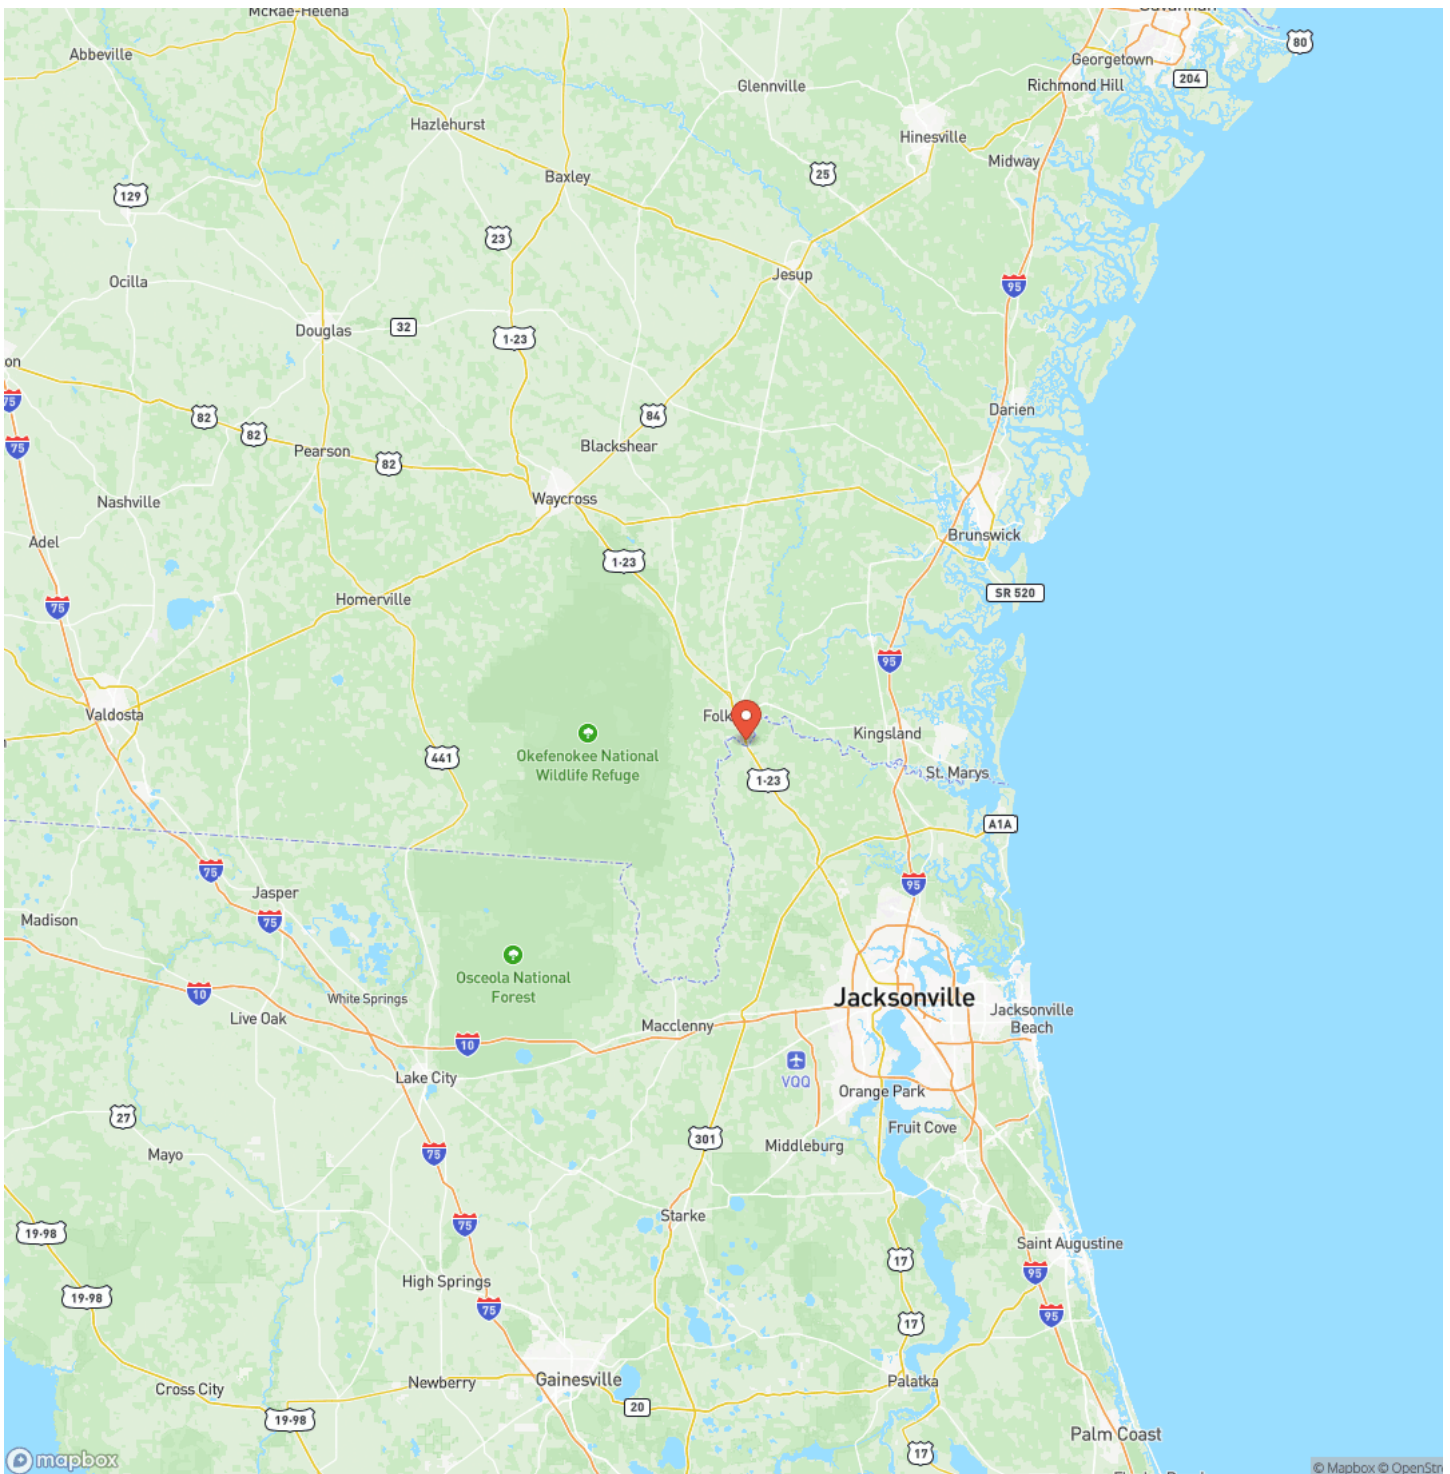 McRae-Helena
Savannah
80
Abbeville
Georgetown
204
Glennville
Richmond Hill
Hazlehurst
Hinesville
Midway
Baxley
25
129
23
Jesup
Ocilla
95
Douglas
32
1-23
on
75
Darien
82
84
82
75
Pearson
Blackshear
82
Nashville
Waycross
Adel
Brunswick
1-23
SR 520
75
Homerville
95
Valdosta
Folk
Kingsland
Okefenokee National
Wildlife Refuge
441
St. Marys
1-23
A1A
75
Jasper
95
Madison
75
Osceola National
Forest
10
White Springs
Jacksonville
Live Oak
Macclenny
Jacksonville
Beach
10
VQQ
Lake City
Orange Park
27
Fruit Cove
301
Middleburg
75
Mayo
Starke
75
19-98
Saint Augustine
17
95
High Springs
19-98
75
95
17
Gainesville
Newberry
Palatka
Cross City
20
19-98
Palm Coast
17
mapbox
© Mapbox © OpenStr